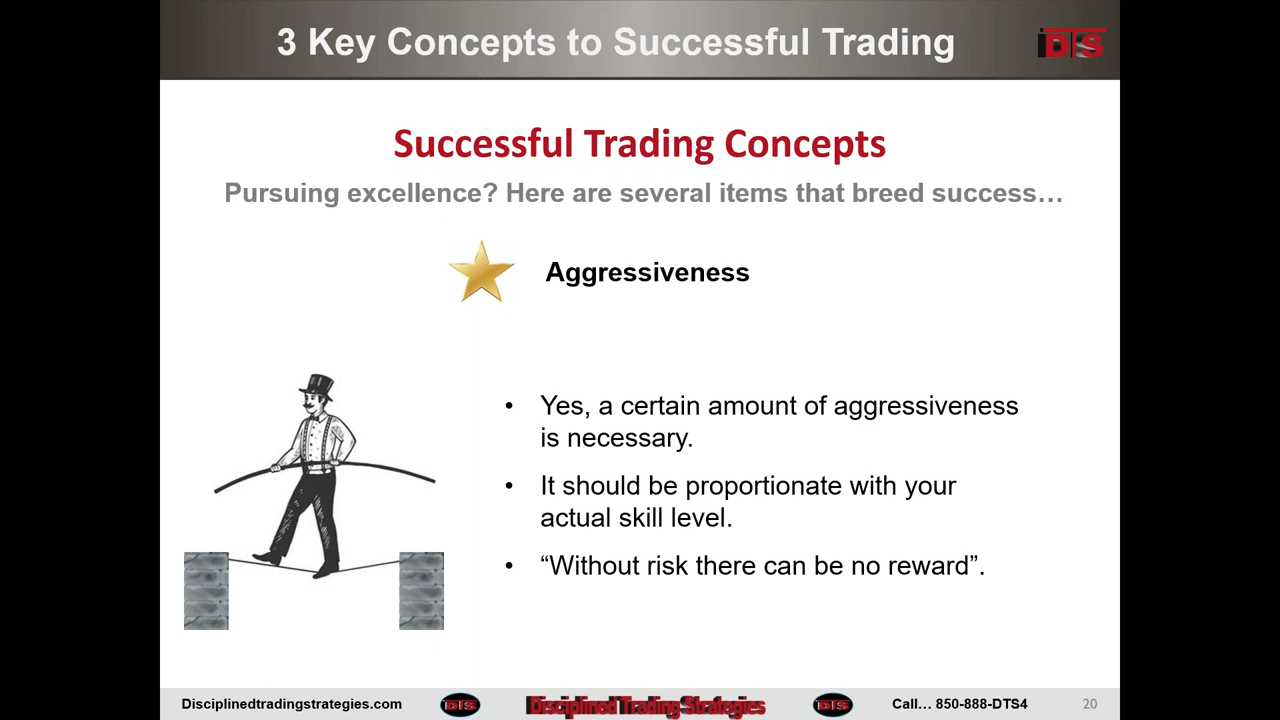 3 Key Concepts to Successful Trading
DTS
Successful Trading Concepts
Pursuing excellence? Here are several items that breed success…
Aggressiveness
• Yes, a certain amount of aggressiveness
is necessary.
• It should be proportionate with your
actual skill level.
• “Without risk there can be no reward”.
Disciplinedtradingstrategies.com
DTS
Disciplined Trading Strategies
DTS
Call… 850-888-DTS4
20